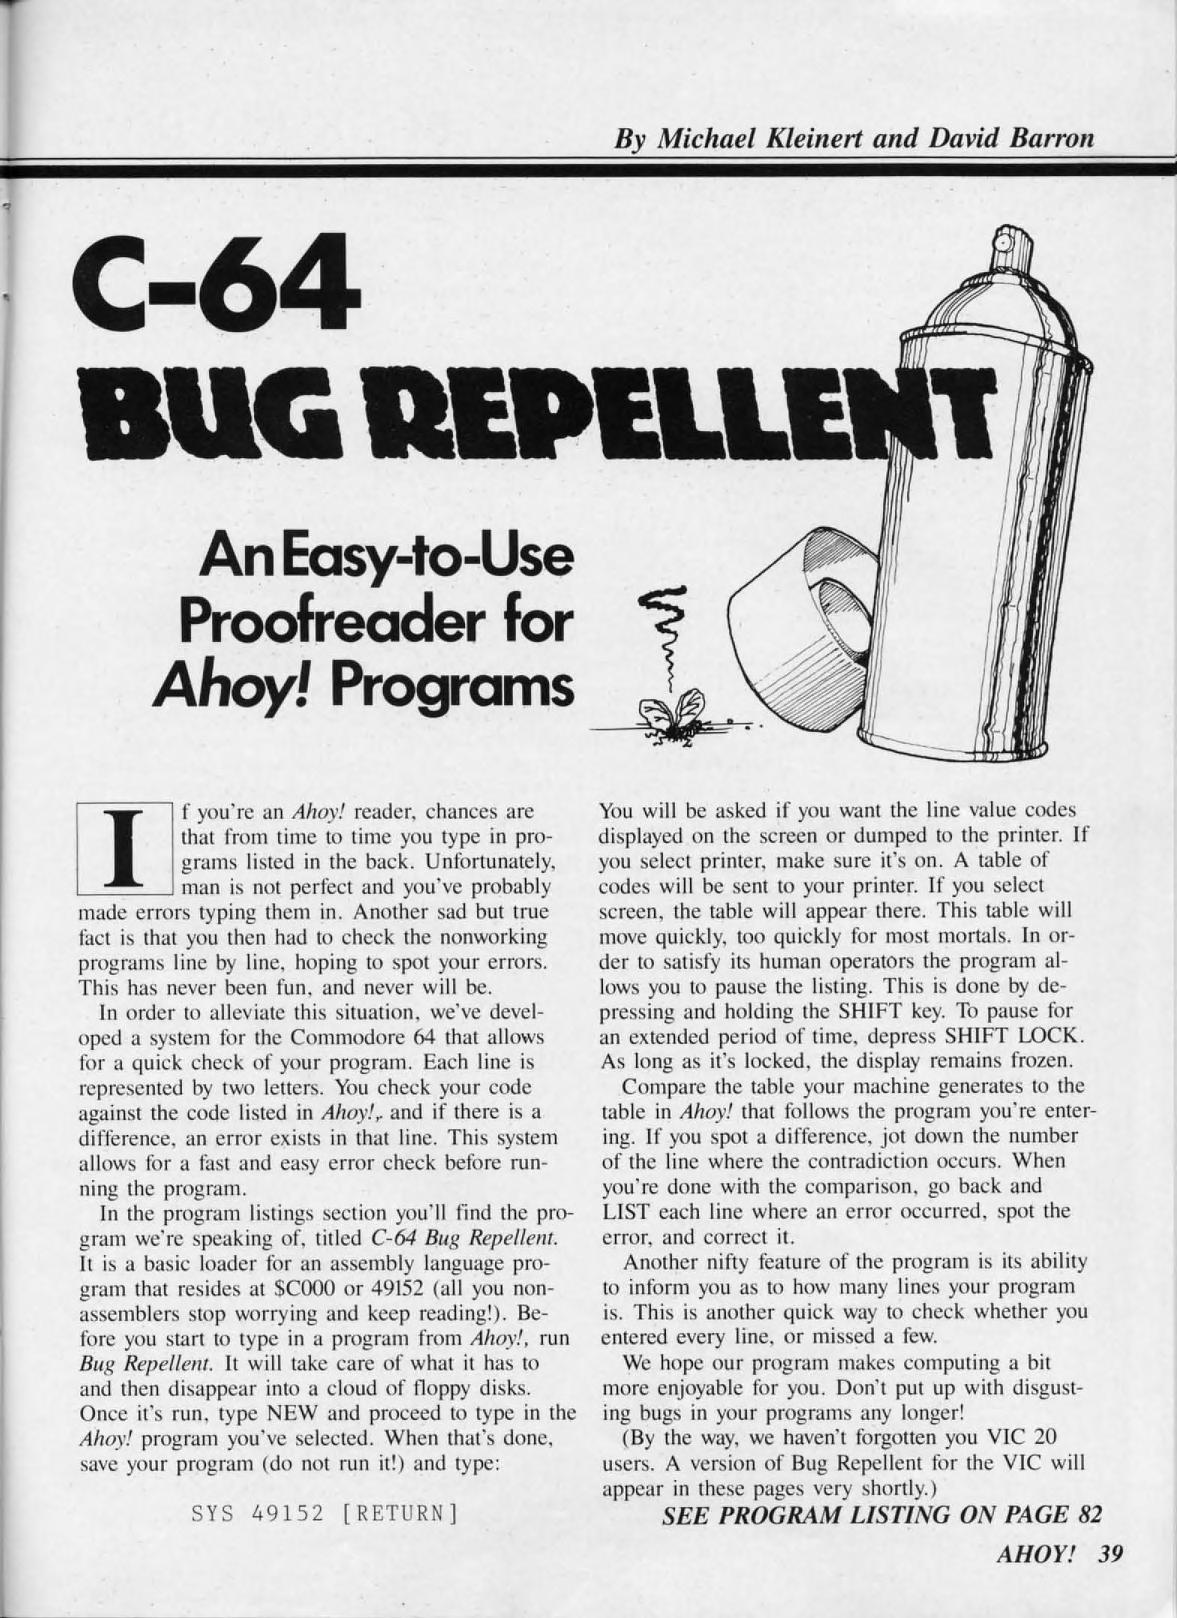 By Michael Kleinert and David Barron
C-64
BUG REPELLENT
An Easy-to-Use
Proofreader for
Ahoy! Programs
If you're an Ahoy! reader, chances are
that from time to time you type in pro-
grams listed in the back. Unfortunately,
man is not perfect and you've probably
made errors typing them in. Another sad but true
fact is that you then had to check the nonworking
programs line by line, hoping to spot your errors.
This has never been fun, and never will be.
In order to alleviate this situation, we've devel-
oped a system for the Commodore 64 that allows
for a quick check of your program. Each line is
represented by two letters. You check your code
against the code listed in Ahoy!, and if there is a
difference, an error exists in that line. This system
allows for a fast and easy error check before run-
ning the program.
In the program listings section you'll find the pro-
gram we're speaking of, titled C-64 Bug Repellent.
It is a basic loader for an assembly language pro-
gram that resides at $C000 or 49152 (all you non-
assemblers stop worrying and keep reading!). Be-
fore you start to type in a program from Ahoy!, run
Bug Repellent. It will take care of what it has to
and then disappear into a cloud of floppy disks.
Once it's run, type NEW and proceed to type in the
Ahoy! program you've selected. When that's done,
save your program (do not run it!) and type:
SYS 49152 [RETURN]
You will be asked if you want the line value codes
displayed on the screen or dumped to the printer. If
you select printer, make sure it's on. A table of
codes will be sent to your printer. If you select
screen, the table will appear there. This table will
move quickly, too quickly for most mortals. In or-
der to satisfy its human operators the program al-
lows you to pause the listing. This is done by de-
pressing and holding the SHIFT key. To pause for
an extended period of time, depress SHIFT LOCK.
As long as it's locked, the display remains frozen.
Compare the table your machine generates to the
table in Ahoy! that follows the program you're enter-
ing. If you spot a difference, jot down the number
of the line where the contradiction occurs. When
you're done with the comparison, go back and
LIST each line where an error occurred, spot the
error, and correct it.
Another nifty feature of the program is its ability
to inform you as to how many lines your program
is. This is another quick way to check whether you
entered every line, or missed a few.
We hope our program makes computing a bit
more enjoyable for you. Don't put up with disgust-
ing bugs in your programs any longer!
(By the way, we haven't forgotten you VIC 20
users. A version of Bug Repellent for the VIC will
appear in these pages very shortly.)
SEE PROGRAM LISTING ON PAGE 82
AHOY! 39